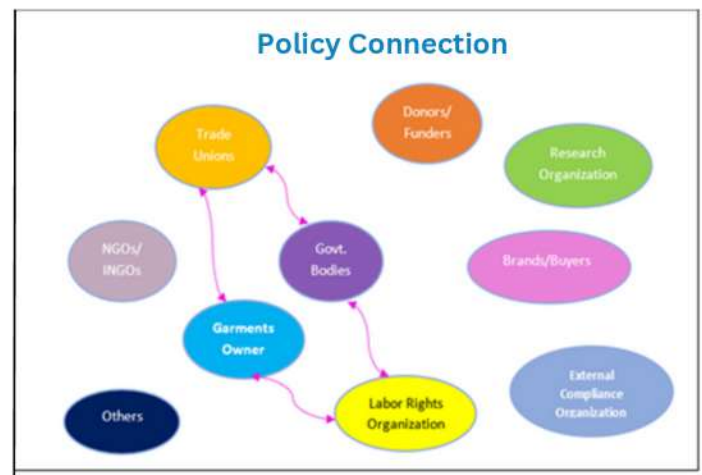 Policy Connection
Trade
Unions
Donors/
Funders
Research
Organization
NGOs/
INGOs
Govt.
Bodies
Brands/Buyers
Garments
Owner
External
Compliance
Organization
Others
Labor Rights
Organization